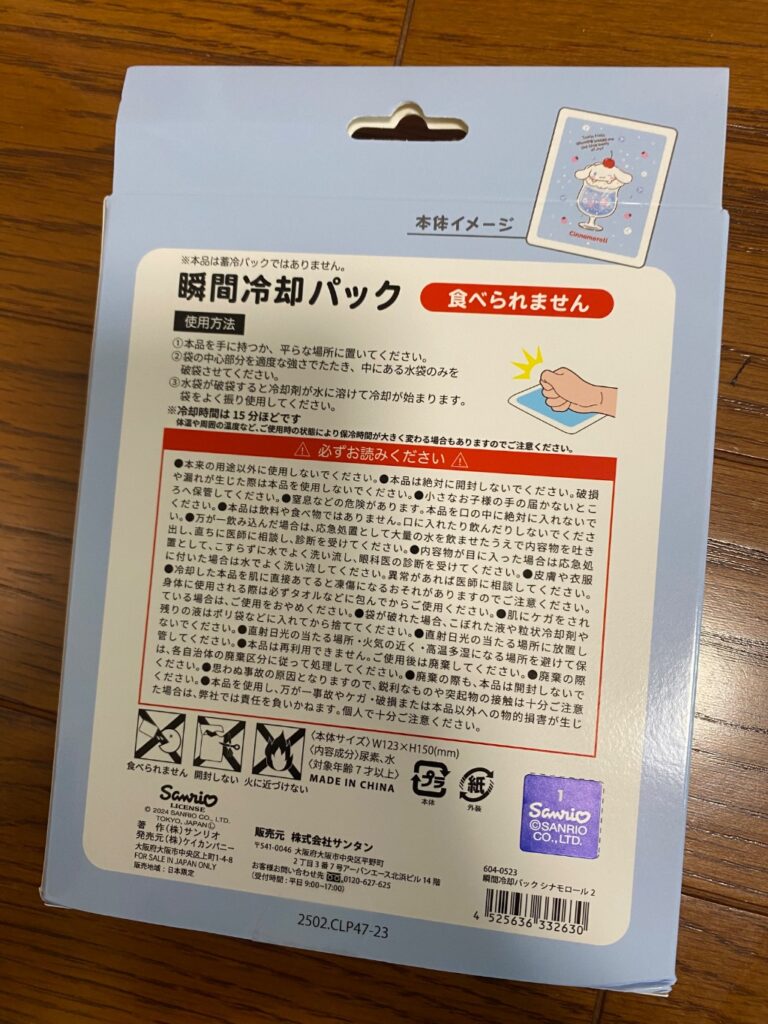 本体イメージ
Cinnamoroll
※本品は蓄冷パックではありません。
瞬間冷却パック
食べられません
使用方法
①本品を手に持つか、平らな場所に置いてください。
②袋の中心部分を適度な強さでたたき、中にある水袋のみを
破袋させてください。
③水袋が破袋すると冷却剤が水に溶けて冷却が始まります。
袋をよく振り使用してください。
※冷却時間は15分ほどです
体温や周囲の温度など、ご使用時の状態により保冷時間が大きく変わる場合もありますのでご注意ください。
必ずお読みください
●本来の用途以外に使用しないでください。●本品は絶対に開封しないでください。破損
や漏れが生じた際は本品を使用しないでください。●小さなお子様の手の届かないとこ
ろへ保管してください。●窒息などの危険があります。本品を口の中に絶対に入れないで
ください。●本品は飲料や食べ物ではありません。口に入れたり飲んだりしないでくださ
い。●万が一飲み込んだ場合は、応急処置として大量の水を飲ませたうえで内容物を吐き
出し、直ちに医師に相談し、診断を受けてください。●内容物が目に入った場合は応急処
置として、こすらずに水でよく洗い流し、眼科医の診断を受けてください。●皮膚や衣服
に付いた場合は水でよく洗い流してください。異常があれば医師に相談してください。
●冷却した本品を肌に直接あてると凍傷になるおそれがありますのでご注意ください。
身体に使用される際は必ずタオルなどに包んでからご使用ください。●肌にケガをされ
ている場合は、ご使用をおやめください。●袋が破れた場合、こぼれた液や粒状冷却剤や
残りの液はポリ袋などに入れてから捨ててください。●直射日光の当たる場所に放置し
ないでください。●直射日光の当たる場所・火気の近く・高温多湿になる場所を避けて保
管してください。●本品は再利用できません。ご使用後は廃棄してください。●廃棄の際
は、各自治体の廃棄区分に従って処理してください。●廃棄の際も、本品は開封しないで
ください。●思わぬ事故の原因となりますので、鋭利なものや突起物の接触は十分ご注意
ください。●本品を使用し、万が一事故やケガ・破損または本品以外への物的損害が生じ
た場合は、弊社では責任を負いかねます。個人で十分ご注意ください。
食べられません
開封しない
火に近づけない
〈本体サイズ〉W123×H150(mm)
〈内容成分〉尿素、水
〈対象年齢7才以上〉
MADE IN CHINA
プラ
本体
紙
外装
Sanrio
LICENSE
© 2024 SANRIO CO., LTD.
TOKYO, JAPAN Ⓛ
著 作(株)サンリオ
発売元(株)ケイカンパニー
大阪府大阪市中央区上町1-4-8
FOR SALE IN JAPAN ONLY
販売地域:日本限定
販売元 株式会社サンタン
〒541-0046 大阪府大阪市中央区平野町
2丁目3番7号アーバンエース北浜ビル14階
お客様お問い合わせ先 0120-627-625
(受付時間:平日9:00~17:00)
1
Sanrio
©SANRIO
CO., LTD.
604-0523
瞬間冷却パック シナモロール2
4 525636 332630
2502.CLP47-23